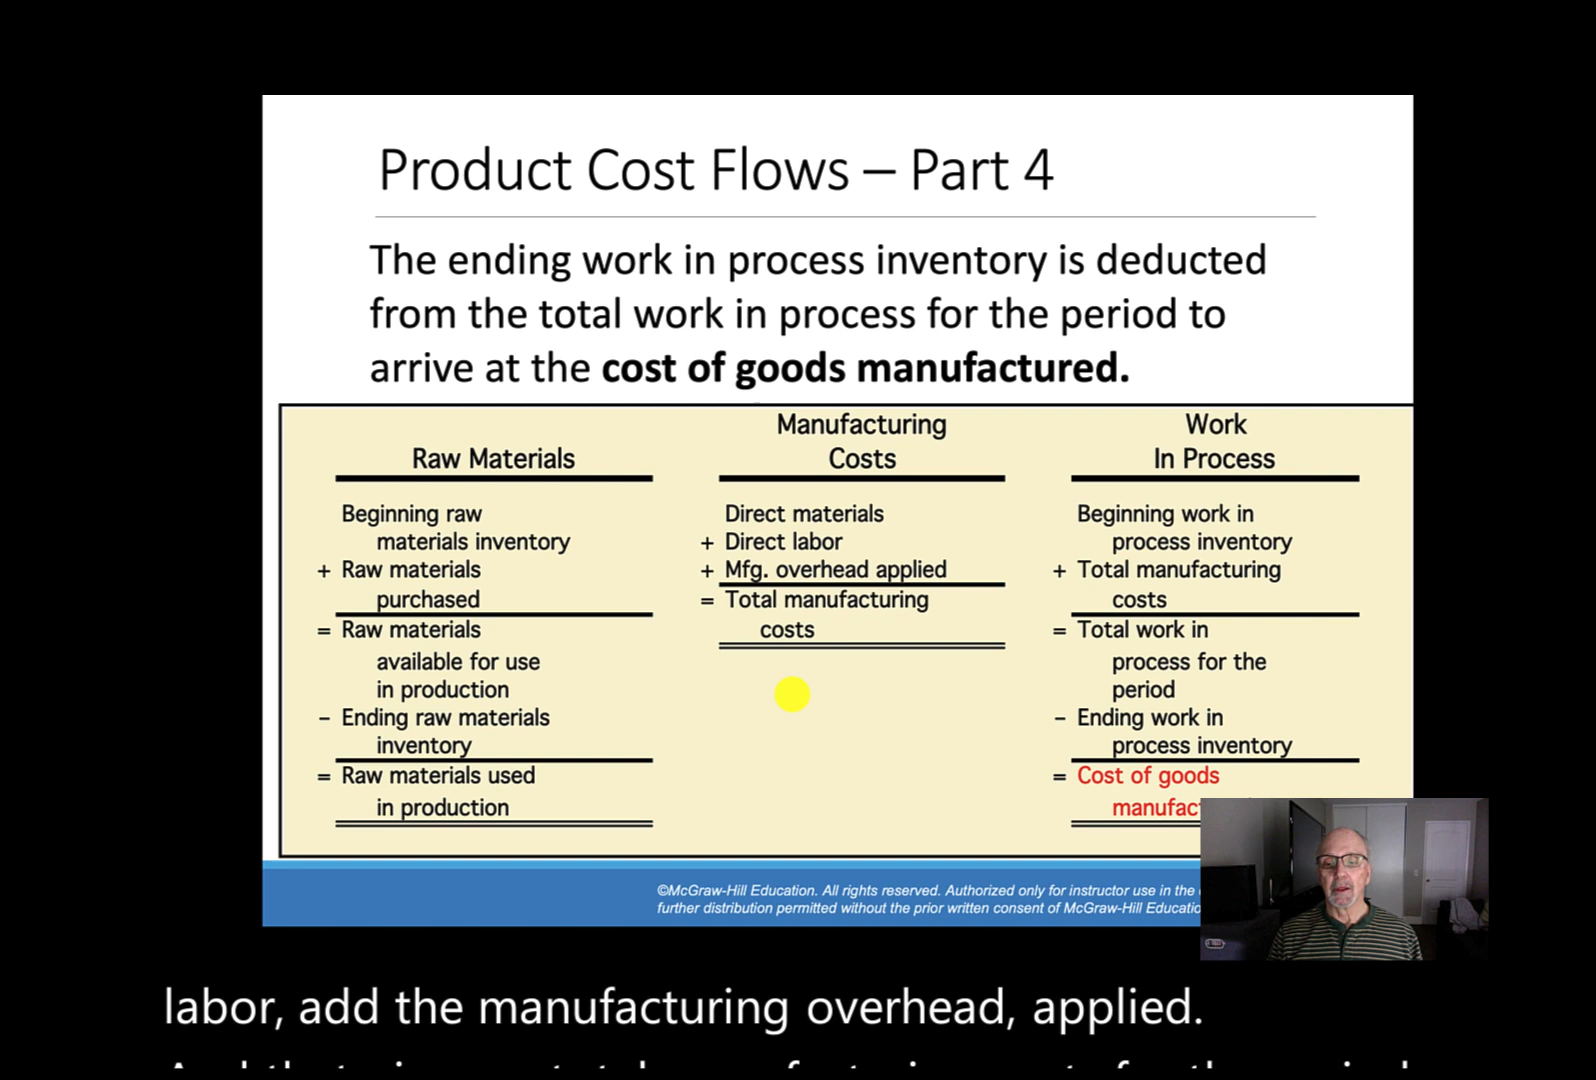 Product Cost Flows – Part 4
The ending work in process inventory is deducted
from the total work in process for the period to
arrive at the cost of goods manufactured.
Raw Materials
Beginning raw
materials inventory
+ Raw materials
purchased
= Raw materials
available for use
in production
– Ending raw materials
inventory
= Raw materials used
in production
Manufacturing
Costs
Direct materials
+ Direct labor
+ Mfg. overhead applied
= Total manufacturing
costs
Work
In Process
Beginning work in
process inventory
+ Total manufacturing
costs
= Total work in
process for the
period
– Ending work in
process inventory
= Cost of goods
manufac
©McGraw-Hill Education. All rights reserved. Authorized only for instructor use in the
further distribution permitted without the prior written consent of McGraw-Hill Educatio
labor, add the manufacturing overhead, applied.